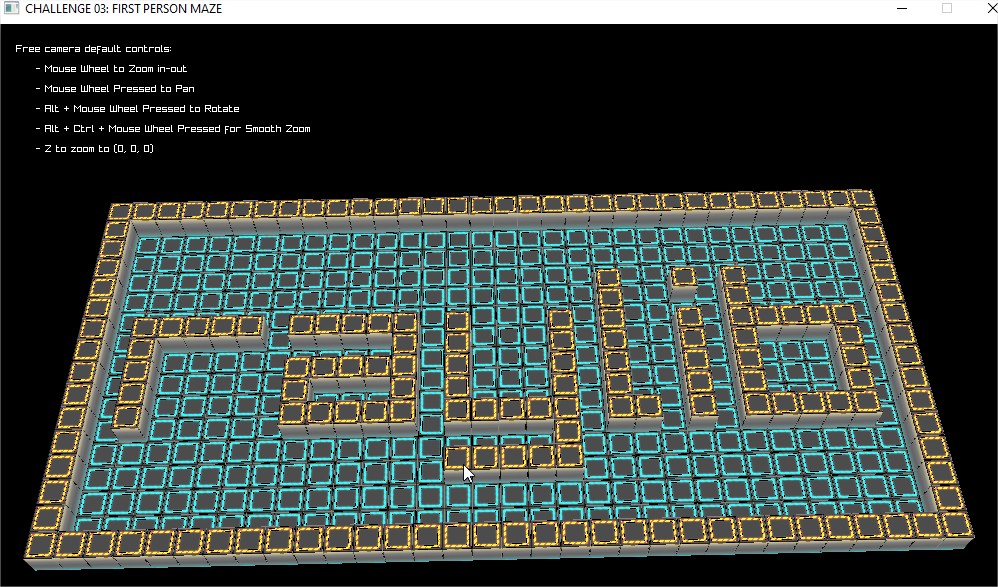 CHALLENGE 03: FIRST PERSON MAZE
Free camera default controls:
- Mouse Wheel to Zoom in-out
- Mouse Wheel Pressed to Pan
- Alt + Mouse Wheel Pressed to Rotate
- Alt + Ctrl + Mouse Wheel Pressed for Smooth Zoom
- Z to zoom to (0, 0, 0)
raylib